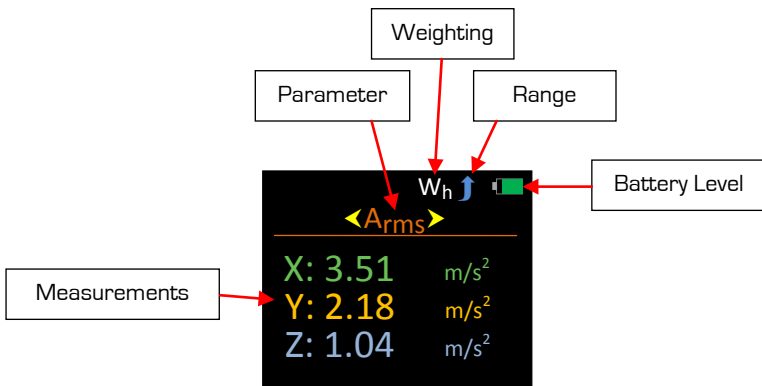 Weighting
Parameter
Range
Wh
Battery Level
Arms
X: 3.51 m/s²
Measurements
Y: 2.18 m/s²
Z: 1.04 m/s²